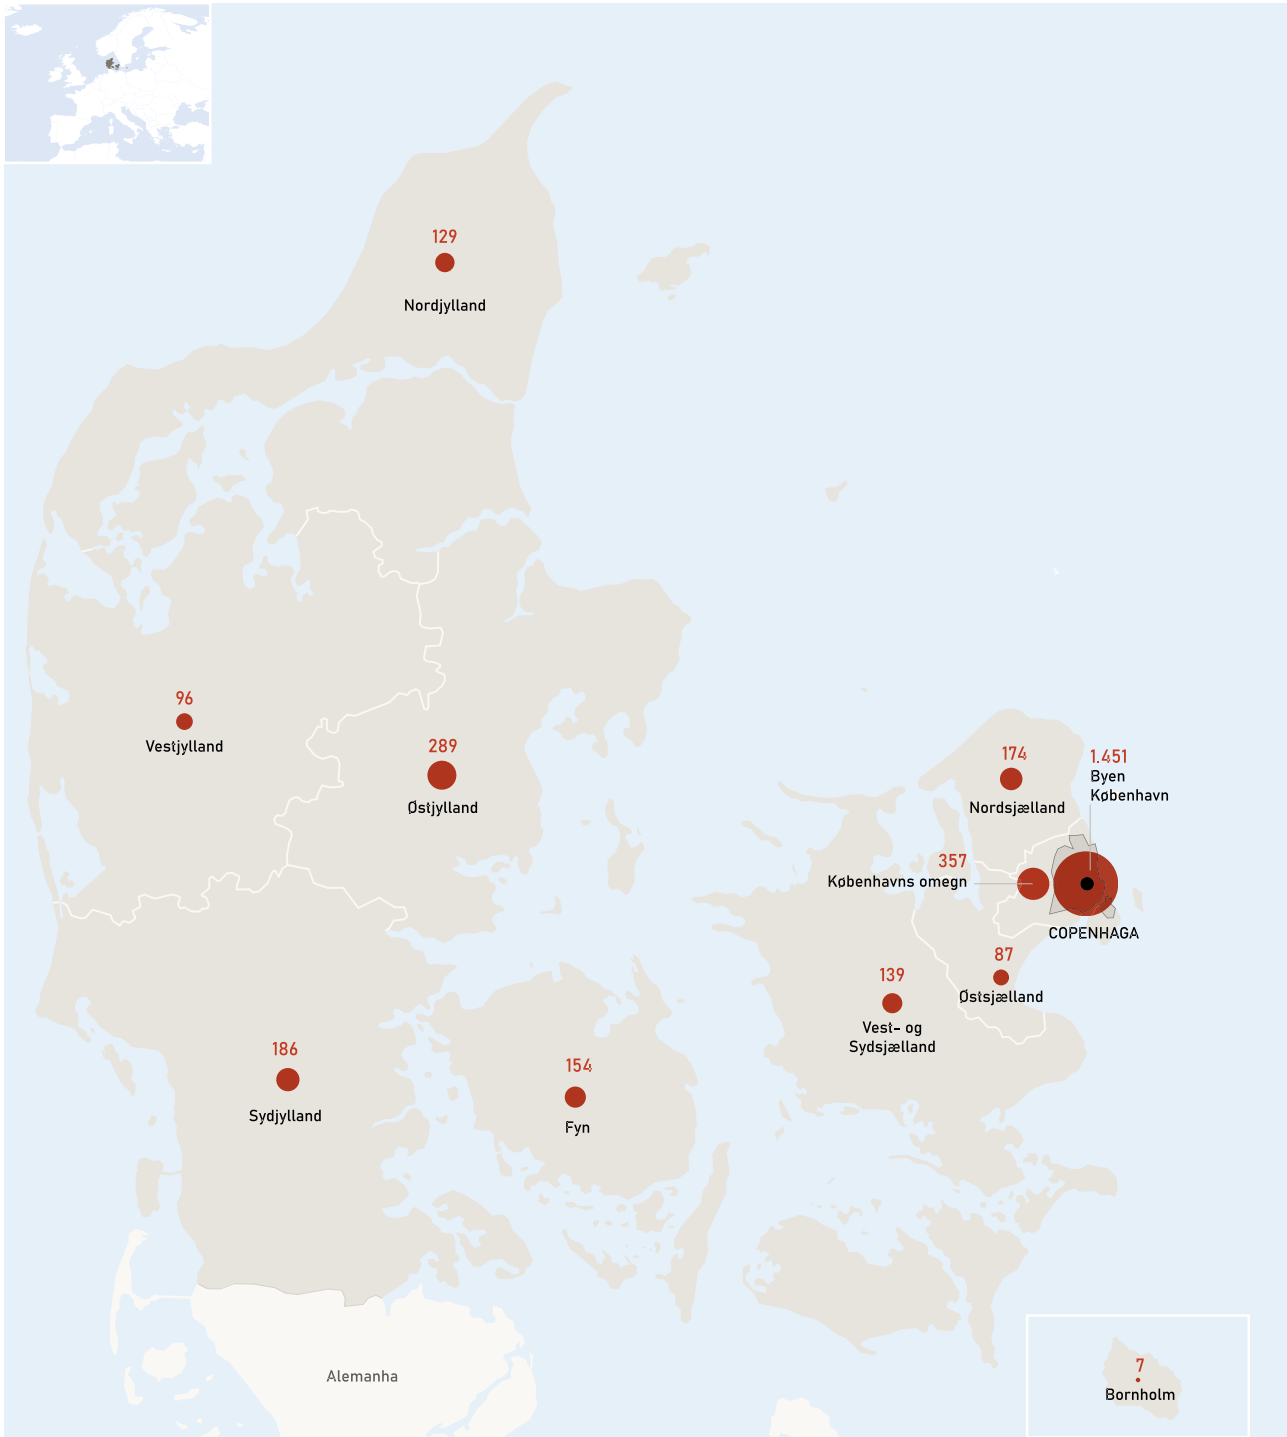 129
Nordjylland
96
Vestjylland
289
Østjylland
174
Nordsjælland
1.451
Byen
København
357
Københavns omegn
COPENHAGA
87
Østsjælland
139
Vest- og
Sydsjælland
186
Sydjylland
154
Fyn
Alemanha
7
Bornholm